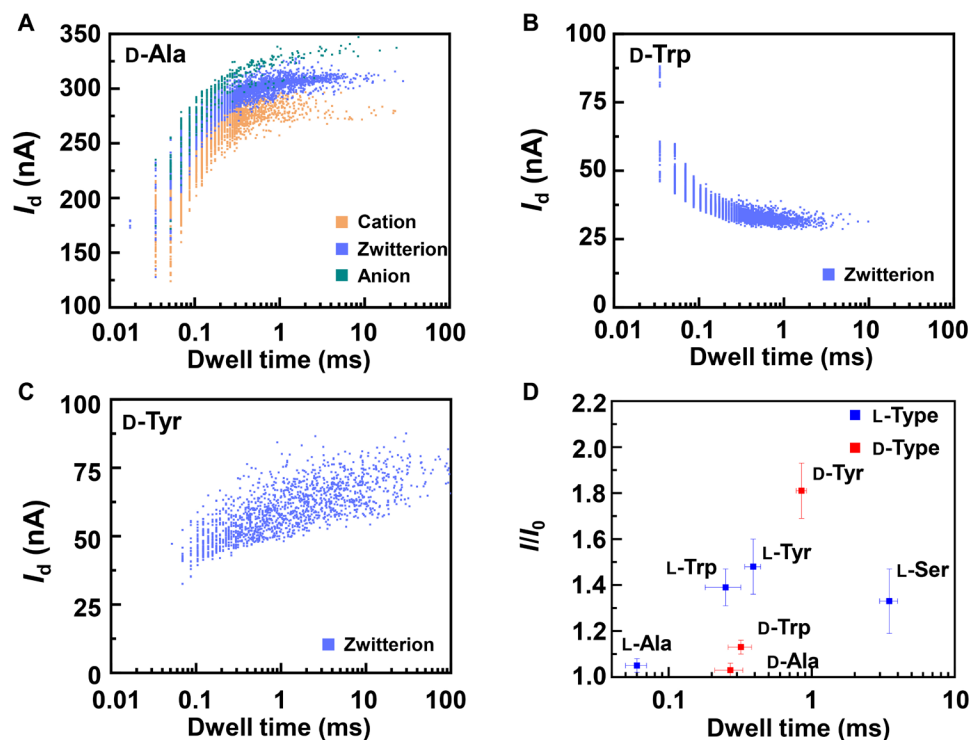 A
D-Ala
350
300
250
200
150
100
I_d (nA)
Cation
Zwitterion
Anion
0.01
0.1
1
10
100
Dwell time (ms)
B
D-Trp
100
75
50
25
0
I_d (nA)
Zwitterion
0.01
0.1
1
10
100
Dwell time (ms)
C
D-Tyr
100
75
50
25
0
I_d (nA)
Zwitterion
0.01
0.1
1
10
100
Dwell time (ms)
D
2.2
2.0
1.8
1.6
1.4
1.2
1.0
I/I_0
L-Type
D-Type
D-Tyr
L-Trp
L-Tyr
L-Ser
L-Ala
D-Trp
D-Ala
0.1
1
10
Dwell time (ms)